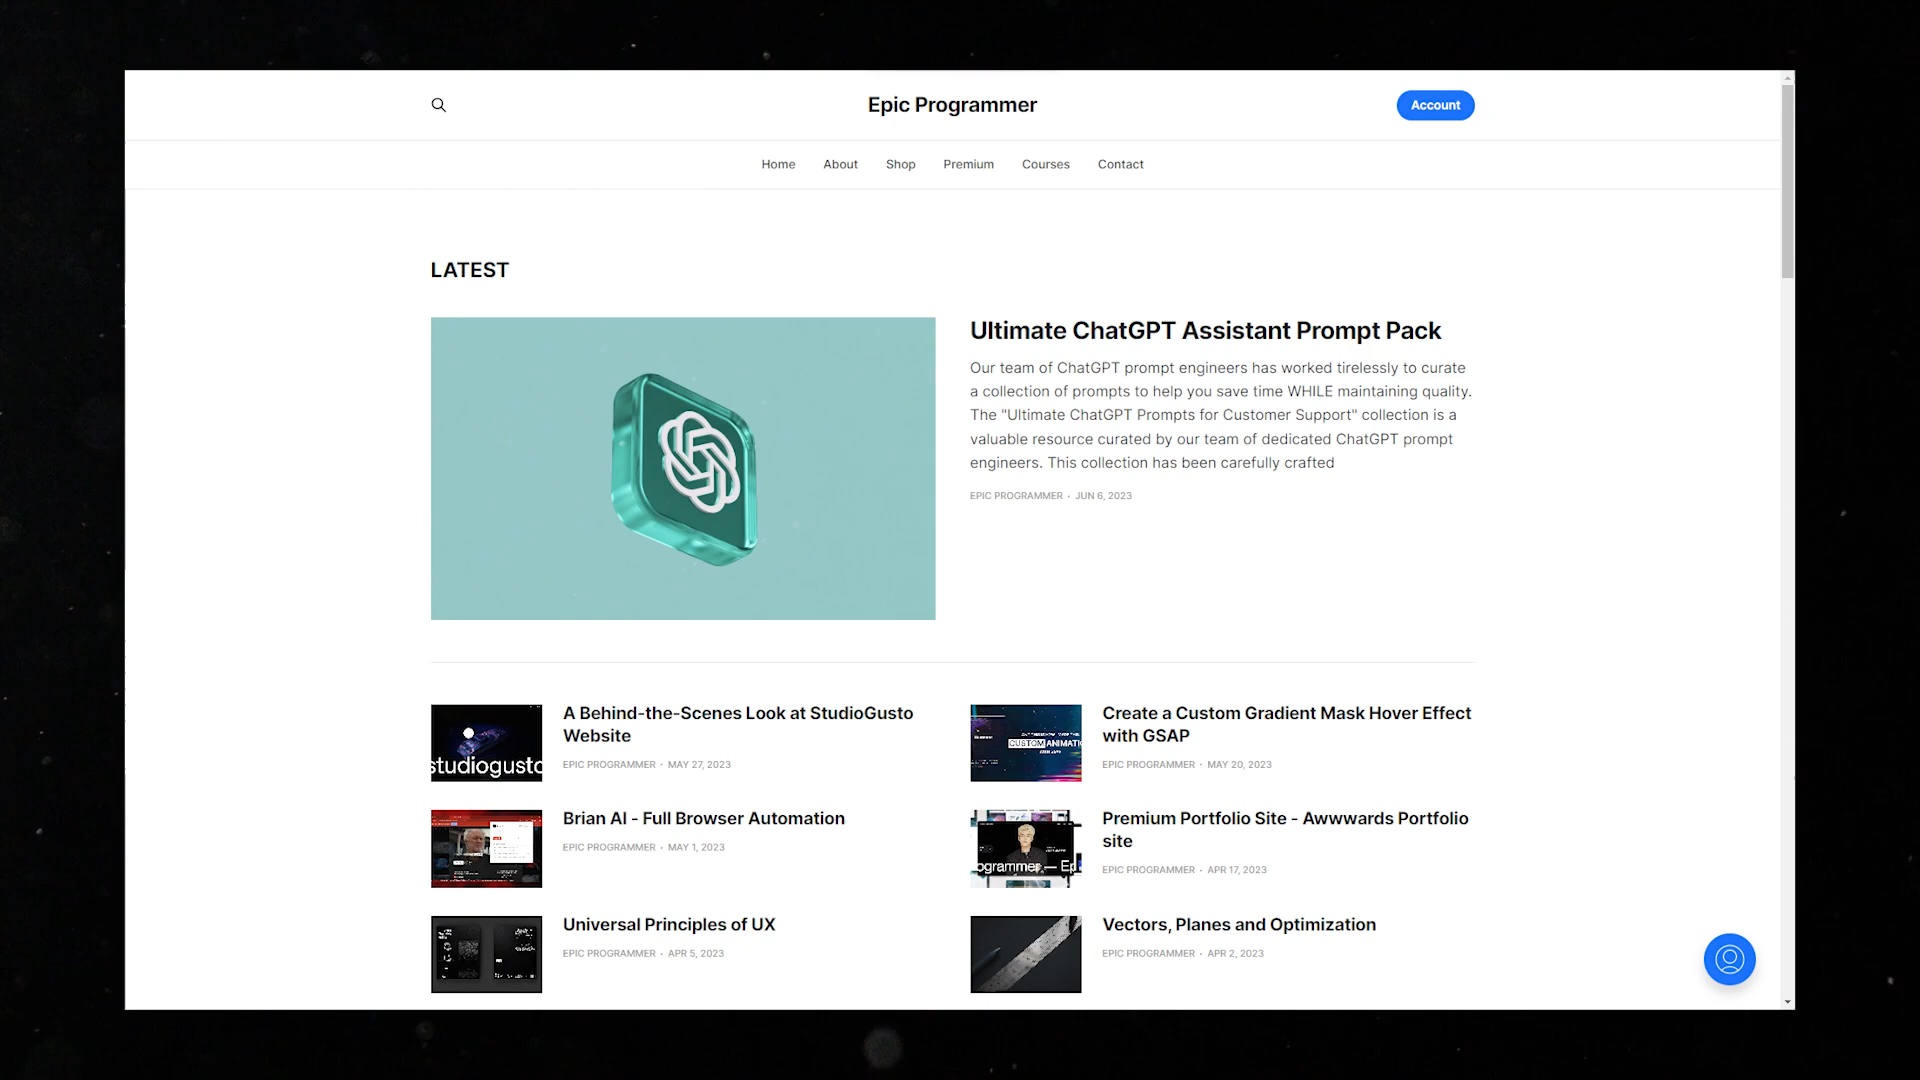 Epic Programmer
Account
Home About Shop Premium Courses Contact
LATEST
Ultimate ChatGPT Assistant Prompt Pack
Our team of ChatGPT prompt engineers has worked tirelessly to curate
a collection of prompts to help you save time WHILE maintaining quality.
The "Ultimate ChatGPT Prompts for Customer Support" collection is a
valuable resource curated by our team of dedicated ChatGPT prompt
engineers. This collection has been carefully crafted
EPIC PROGRAMMER · JUN 6, 2023
studiogusto
A Behind-the-Scenes Look at StudioGusto
Website
EPIC PROGRAMMER · MAY 27, 2023
CUSTOM
Create a Custom Gradient Mask Hover Effect
with GSAP
EPIC PROGRAMMER · MAY 20, 2023
Brian AI - Full Browser Automation
EPIC PROGRAMMER · MAY 1, 2023
ogrammer — Ep
Premium Portfolio Site - Awwwards Portfolio
site
EPIC PROGRAMMER · APR 17, 2023
Universal Principles of UX
EPIC PROGRAMMER · APR 5, 2023
Vectors, Planes and Optimization
EPIC PROGRAMMER · APR 2, 2023